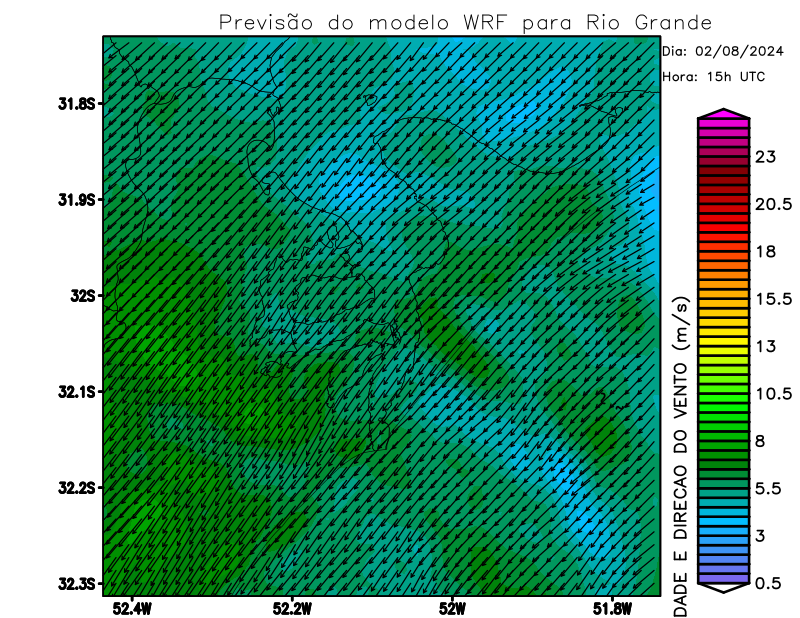 Previsão do modelo WRF para Rio Grande
Dia: 02/08/2024
Hora: 15h UTC
31.8S
31.9S
32S
32.1S
32.2S
32.3S
52.4W
52.2W
52W
51.8W
DADE E DIRECAO DO VENTO (m/s)
23
20.5
18
15.5
13
10.5
8
5.5
3
0.5